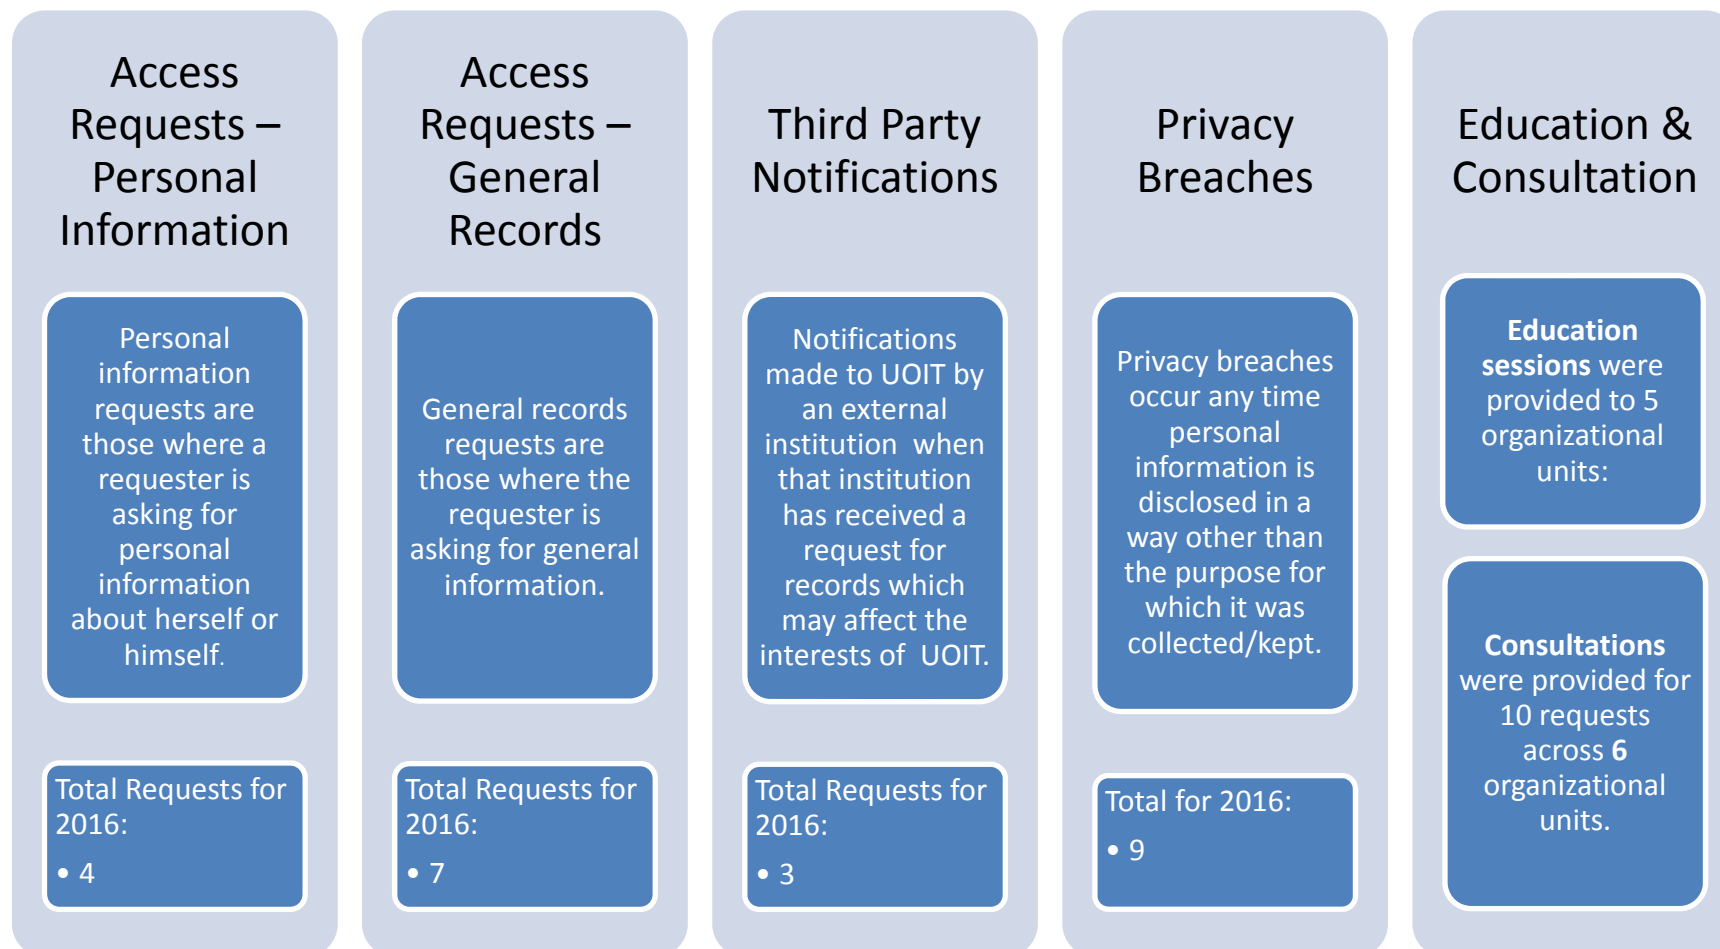 Access
Requests –
Personal
Information
Personal
information
requests are
those where a
requester is
asking for
personal
information
about herself or
himself.
Total Requests for
2016:
• 4
Access
Requests –
General
Records
General records
requests are
those where the
requester is
asking for general
information.
Total Requests for
2016:
• 7
Third Party
Notifications
Notifications
made to UOIT by
an external
institution when
that institution
has received a
request for
records which
may affect the
interests of UOIT.
Total Requests for
2016:
• 3
Privacy
Breaches
Privacy breaches
occur any time
personal
information is
disclosed in a
way other than
the purpose for
which it was
collected/kept.
Total for 2016:
• 9
Education &
Consultation
Education
sessions were
provided to 5
organizational
units:
Consultations
were provided for
10 requests
across 6
organizational
units.